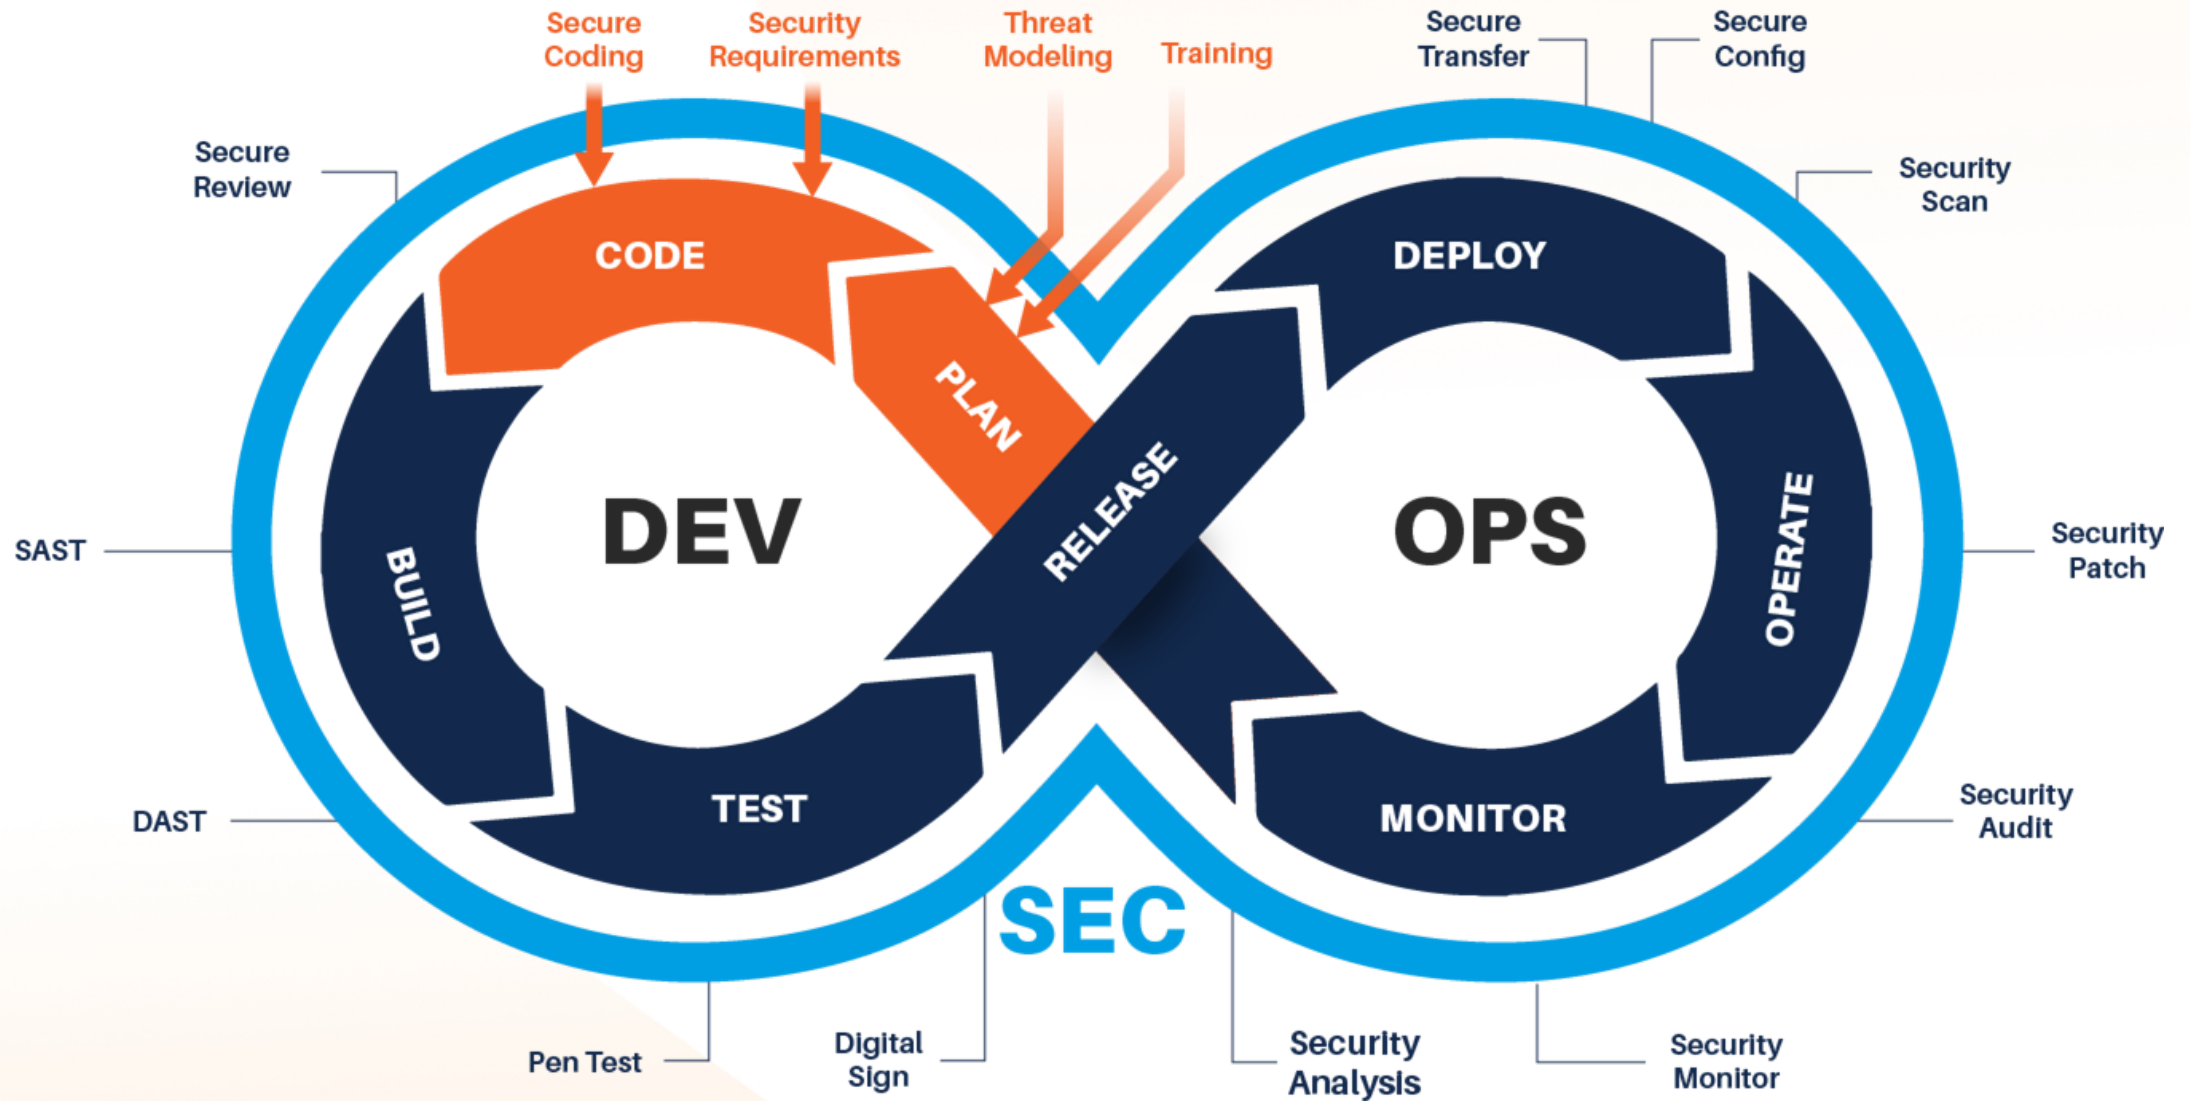 Secure
Coding
Security
Requirements
Threat
Modeling
Training
Secure
Transfer
Secure
Config
Secure
Review
Security
Scan
CODE
DEPLOY
PLAN
RELEASE
DEV
OPS
BUILD
OPERATE
SAST
Security
Patch
DAST
TEST
MONITOR
Security
Audit
SEC
Pen Test
Digital
Sign
Security
Analysis
Security
Monitor